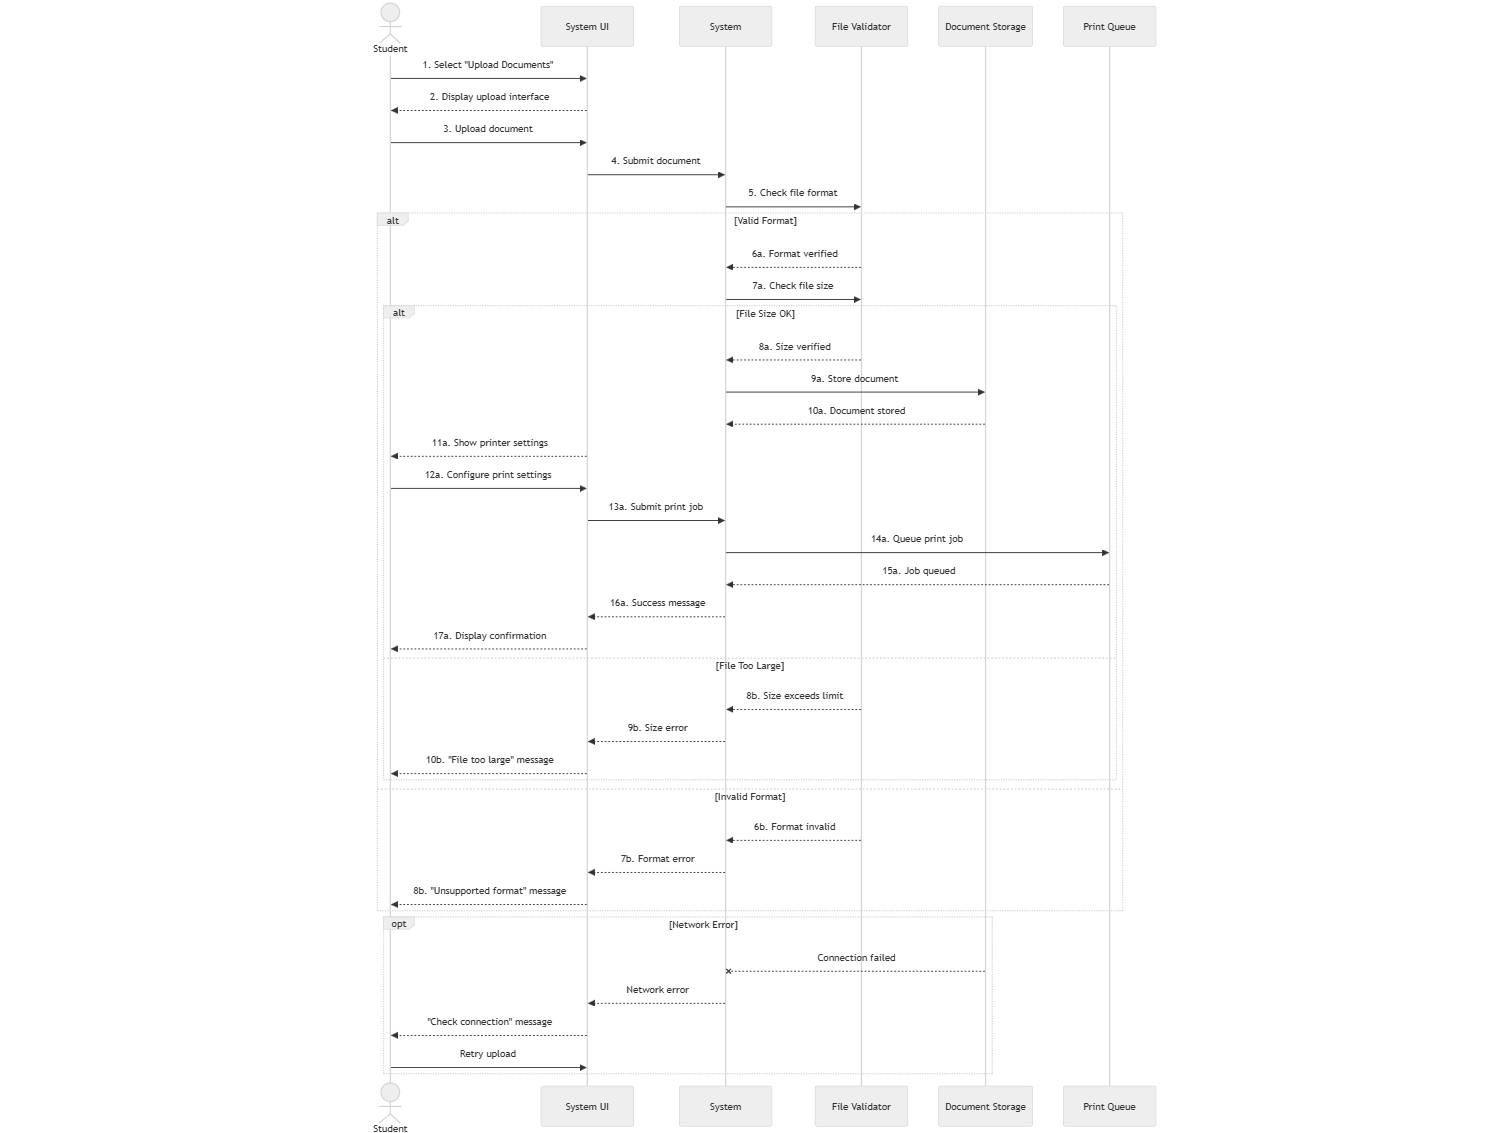 Student
System UI
System
File Validator
Document Storage
Print Queue
1. Select "Upload Documents"
2. Display upload interface
3. Upload document
4. Submit document
5. Check file format
alt
[Valid Format]
6a. Format verified
7a. Check file size
alt
[File Size OK]
8a. Size verified
9a. Store document
10a. Document stored
11a. Show printer settings
12a. Configure print settings
13a. Submit print job
14a. Queue print job
15a. Job queued
16a. Success message
17a. Display confirmation
[File Too Large]
8b. Size exceeds limit
9b. Size error
10b. "File too large" message
[Invalid Format]
6b. Format invalid
7b. Format error
8b. "Unsupported format" message
opt
[Network Error]
Connection failed
Network error
"Check connection" message
Retry upload
Student
System UI
System
File Validator
Document Storage
Print Queue